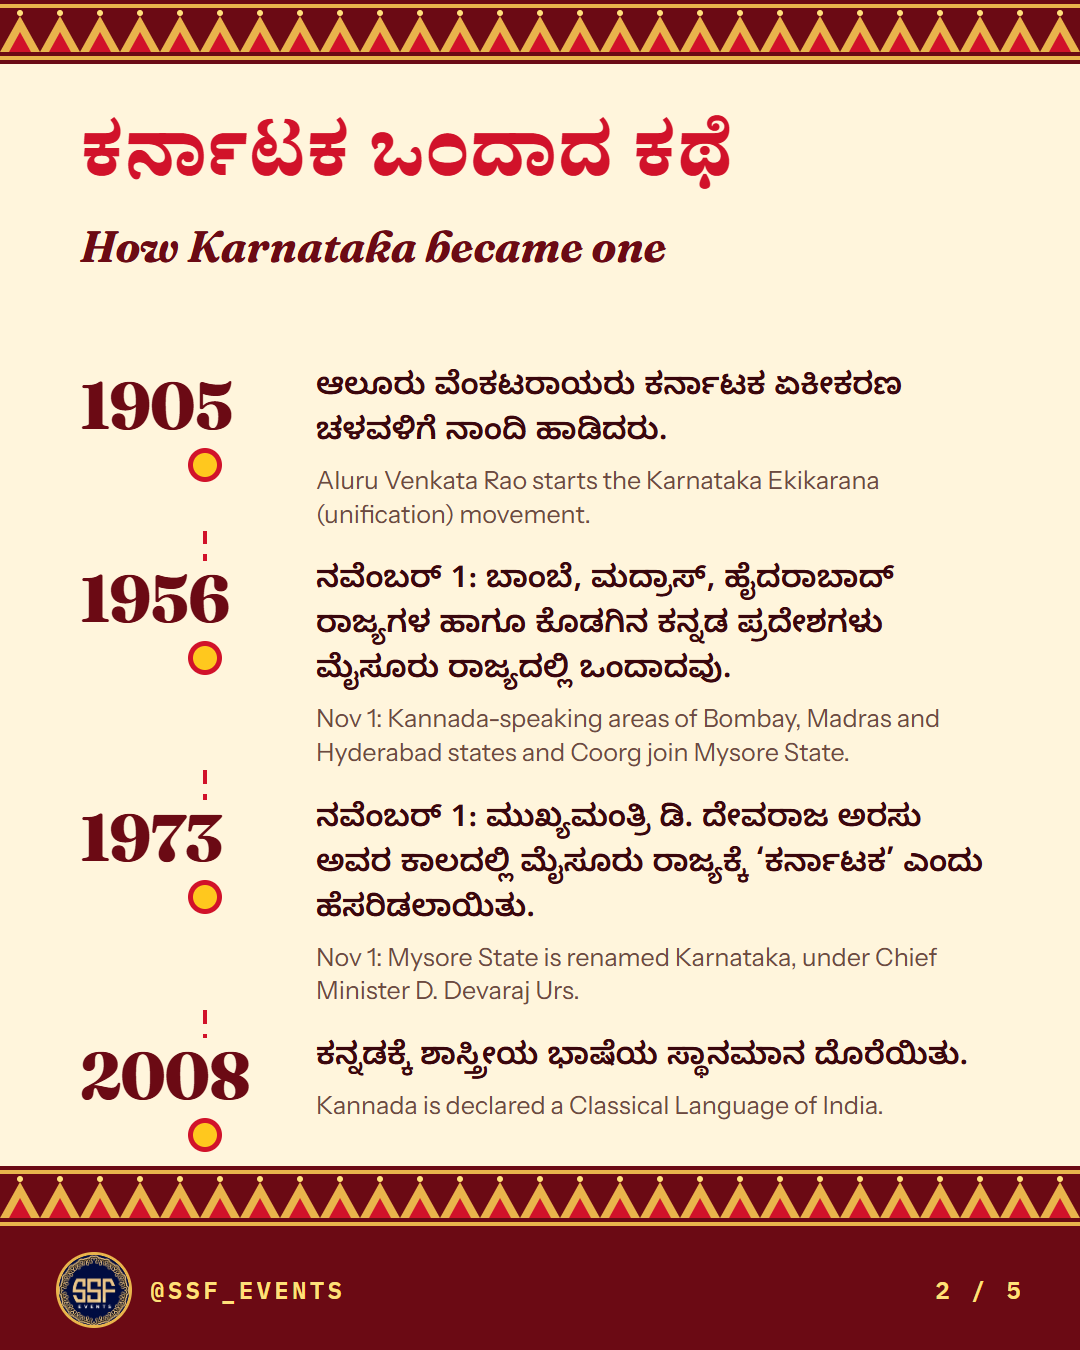 ಕರ್ನಾಟಕ ಒಂದಾದ ಕಥೆ
How Karnataka became one
1905
ಆಲೂರು ವೆಂಕಟರಾಯರು ಕರ್ನಾಟಕ ಏಕೀಕರಣ
ಚಳವಳಿಗೆ ನಾಂದಿ ಹಾಡಿದರು.
Aluru Venkata Rao starts the Karnataka Ekikarana
(unification) movement.
1956
ನವೆಂಬರ್ 1: ಬಾಂಬೆ, ಮದ್ರಾಸ್, ಹೈದರಾಬಾದ್
ರಾಜ್ಯಗಳ ಹಾಗೂ ಕೊಡಗಿನ ಕನ್ನಡ ಪ್ರದೇಶಗಳು
ಮೈಸೂರು ರಾಜ್ಯದಲ್ಲಿ ಒಂದಾದವು.
Nov 1: Kannada-speaking areas of Bombay, Madras and
Hyderabad states and Coorg join Mysore State.
1973
ನವೆಂಬರ್ 1: ಮುಖ್ಯಮಂತ್ರಿ ಡಿ. ದೇವರಾಜ ಅರಸು
ಅವರ ಕಾಲದಲ್ಲಿ ಮೈಸೂರು ರಾಜ್ಯಕ್ಕೆ ‘ಕರ್ನಾಟಕ’ ಎಂದು
ಹೆಸರಿಡಲಾಯಿತು.
Nov 1: Mysore State is renamed Karnataka, under Chief
Minister D. Devaraj Urs.
2008
ಕನ್ನಡಕ್ಕೆ ಶಾಸ್ತ್ರೀಯ ಭಾಷೆಯ ಸ್ಥಾನಮಾನ ದೊರೆಯಿತು.
Kannada is declared a Classical Language of India.
SSF
EVENTS
@SSF_EVENTS
2 / 5